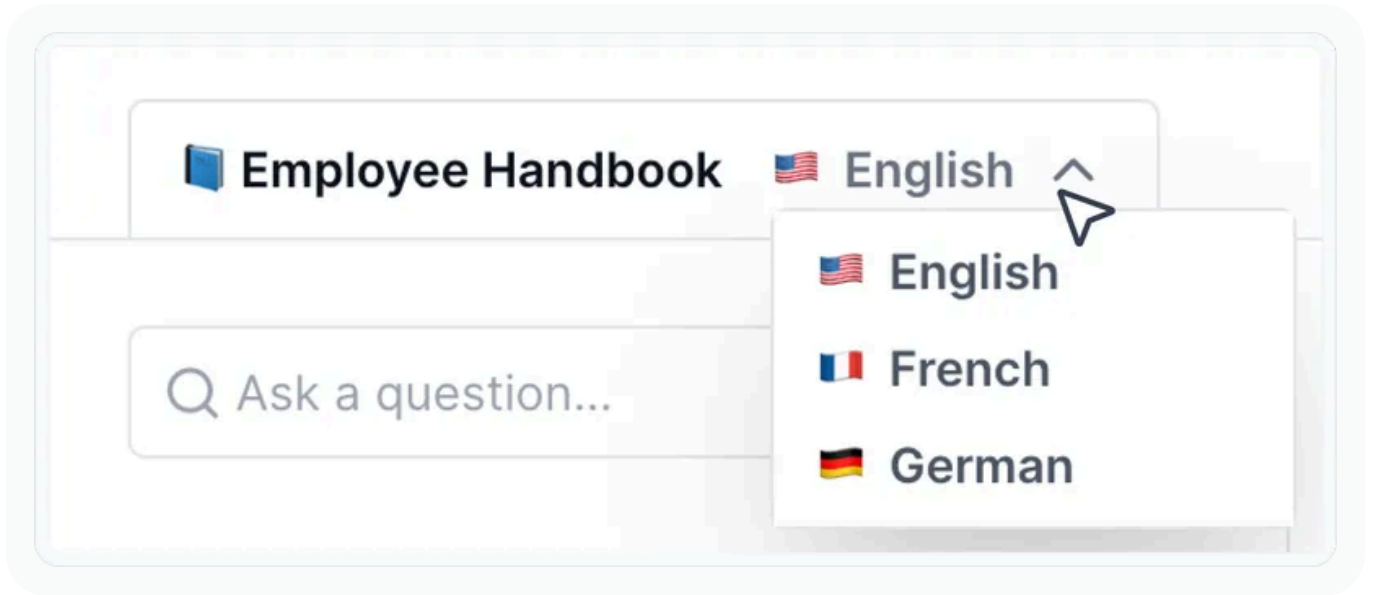 Employee Handbook English
English
French
Ask a question...
German